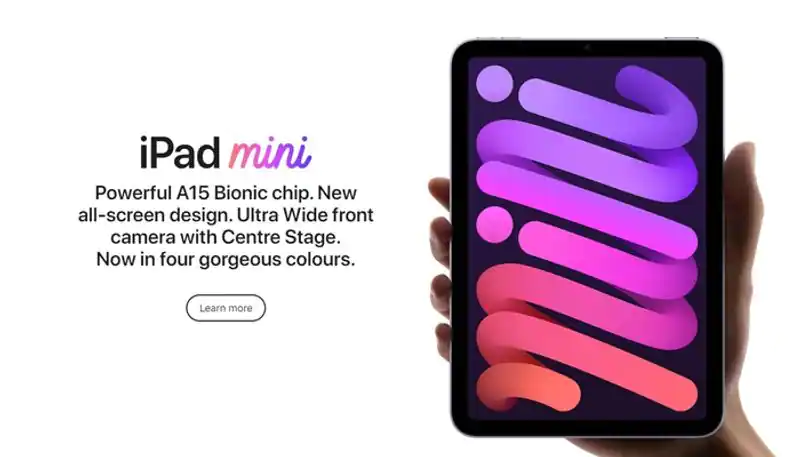 iPad mini
Powerful A15 Bionic chip. New
all-screen design. Ultra Wide front
camera with Centre Stage.
Now in four gorgeous colours.
Learn more